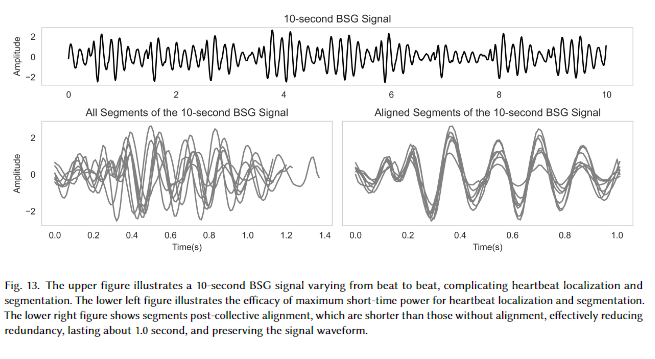 10-second BSG Signal
Amplitude
2
0
−2
0 2 4 6 8 10
All Segments of the 10-second BSG Signal Aligned Segments of the 10-second BSG Signal
Amplitude
2
0
−2
0.0 0.2 0.4 0.6 0.8 1.0 1.2 1.4 0.0 0.2 0.4 0.6 0.8 1.0
Time(s) Time(s)
Fig. 13. The upper figure illustrates a 10-second BSG signal varying from beat to beat, complicating heartbeat localization and
segmentation. The lower left figure illustrates the efficacy of maximum short-time power for heartbeat localization and segmentation.
The lower right figure shows segments post-collective alignment, which are shorter than those without alignment, effectively reducing
redundancy, lasting about 1.0 second, and preserving the signal waveform.